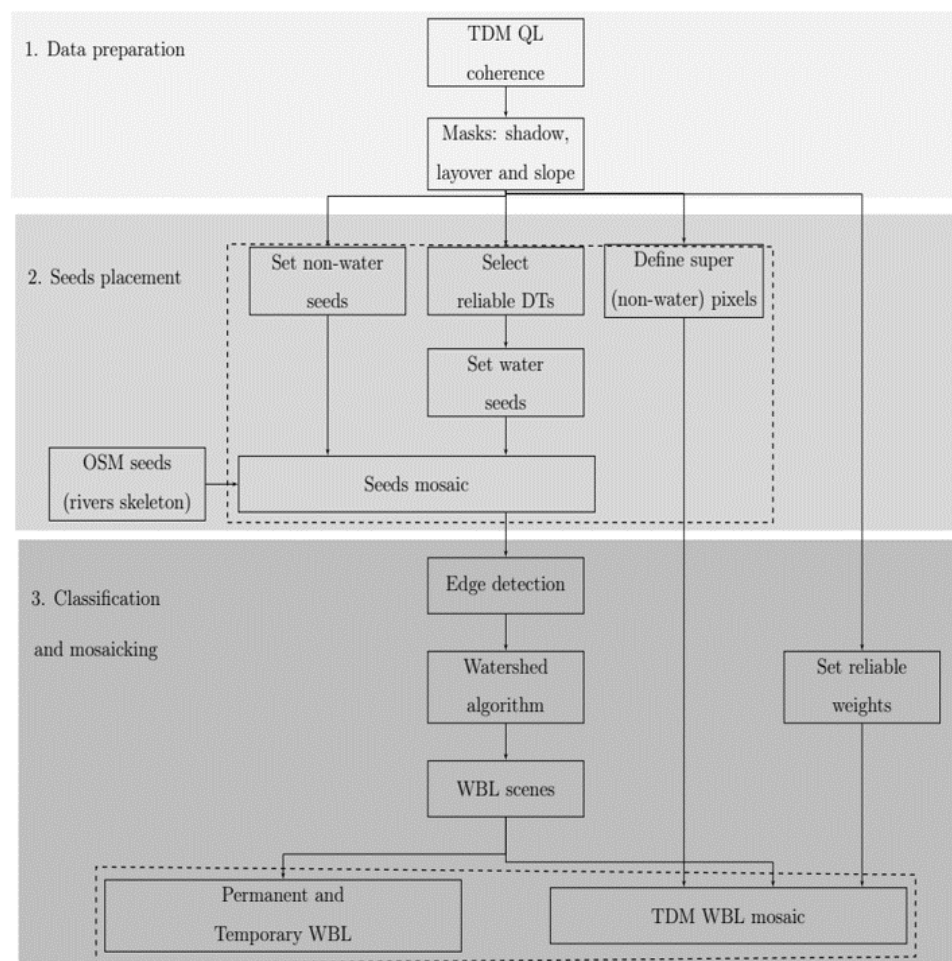 1. Data preparation
TDM QL
coherence
Masks: shadow,
layover and slope
2. Seeds placement
Set non-water
seeds
Select
reliable DTs
Define super
(non-water) pixels
Set water
seeds
OSM seeds
(rivers skeleton)
Seeds mosaic
3. Classification
and mosaicking
Edge detection
Watershed
algorithm
Set reliable
weights
WBL scenes
Permanent and
Temporary WBL
TDM WBL mosaic